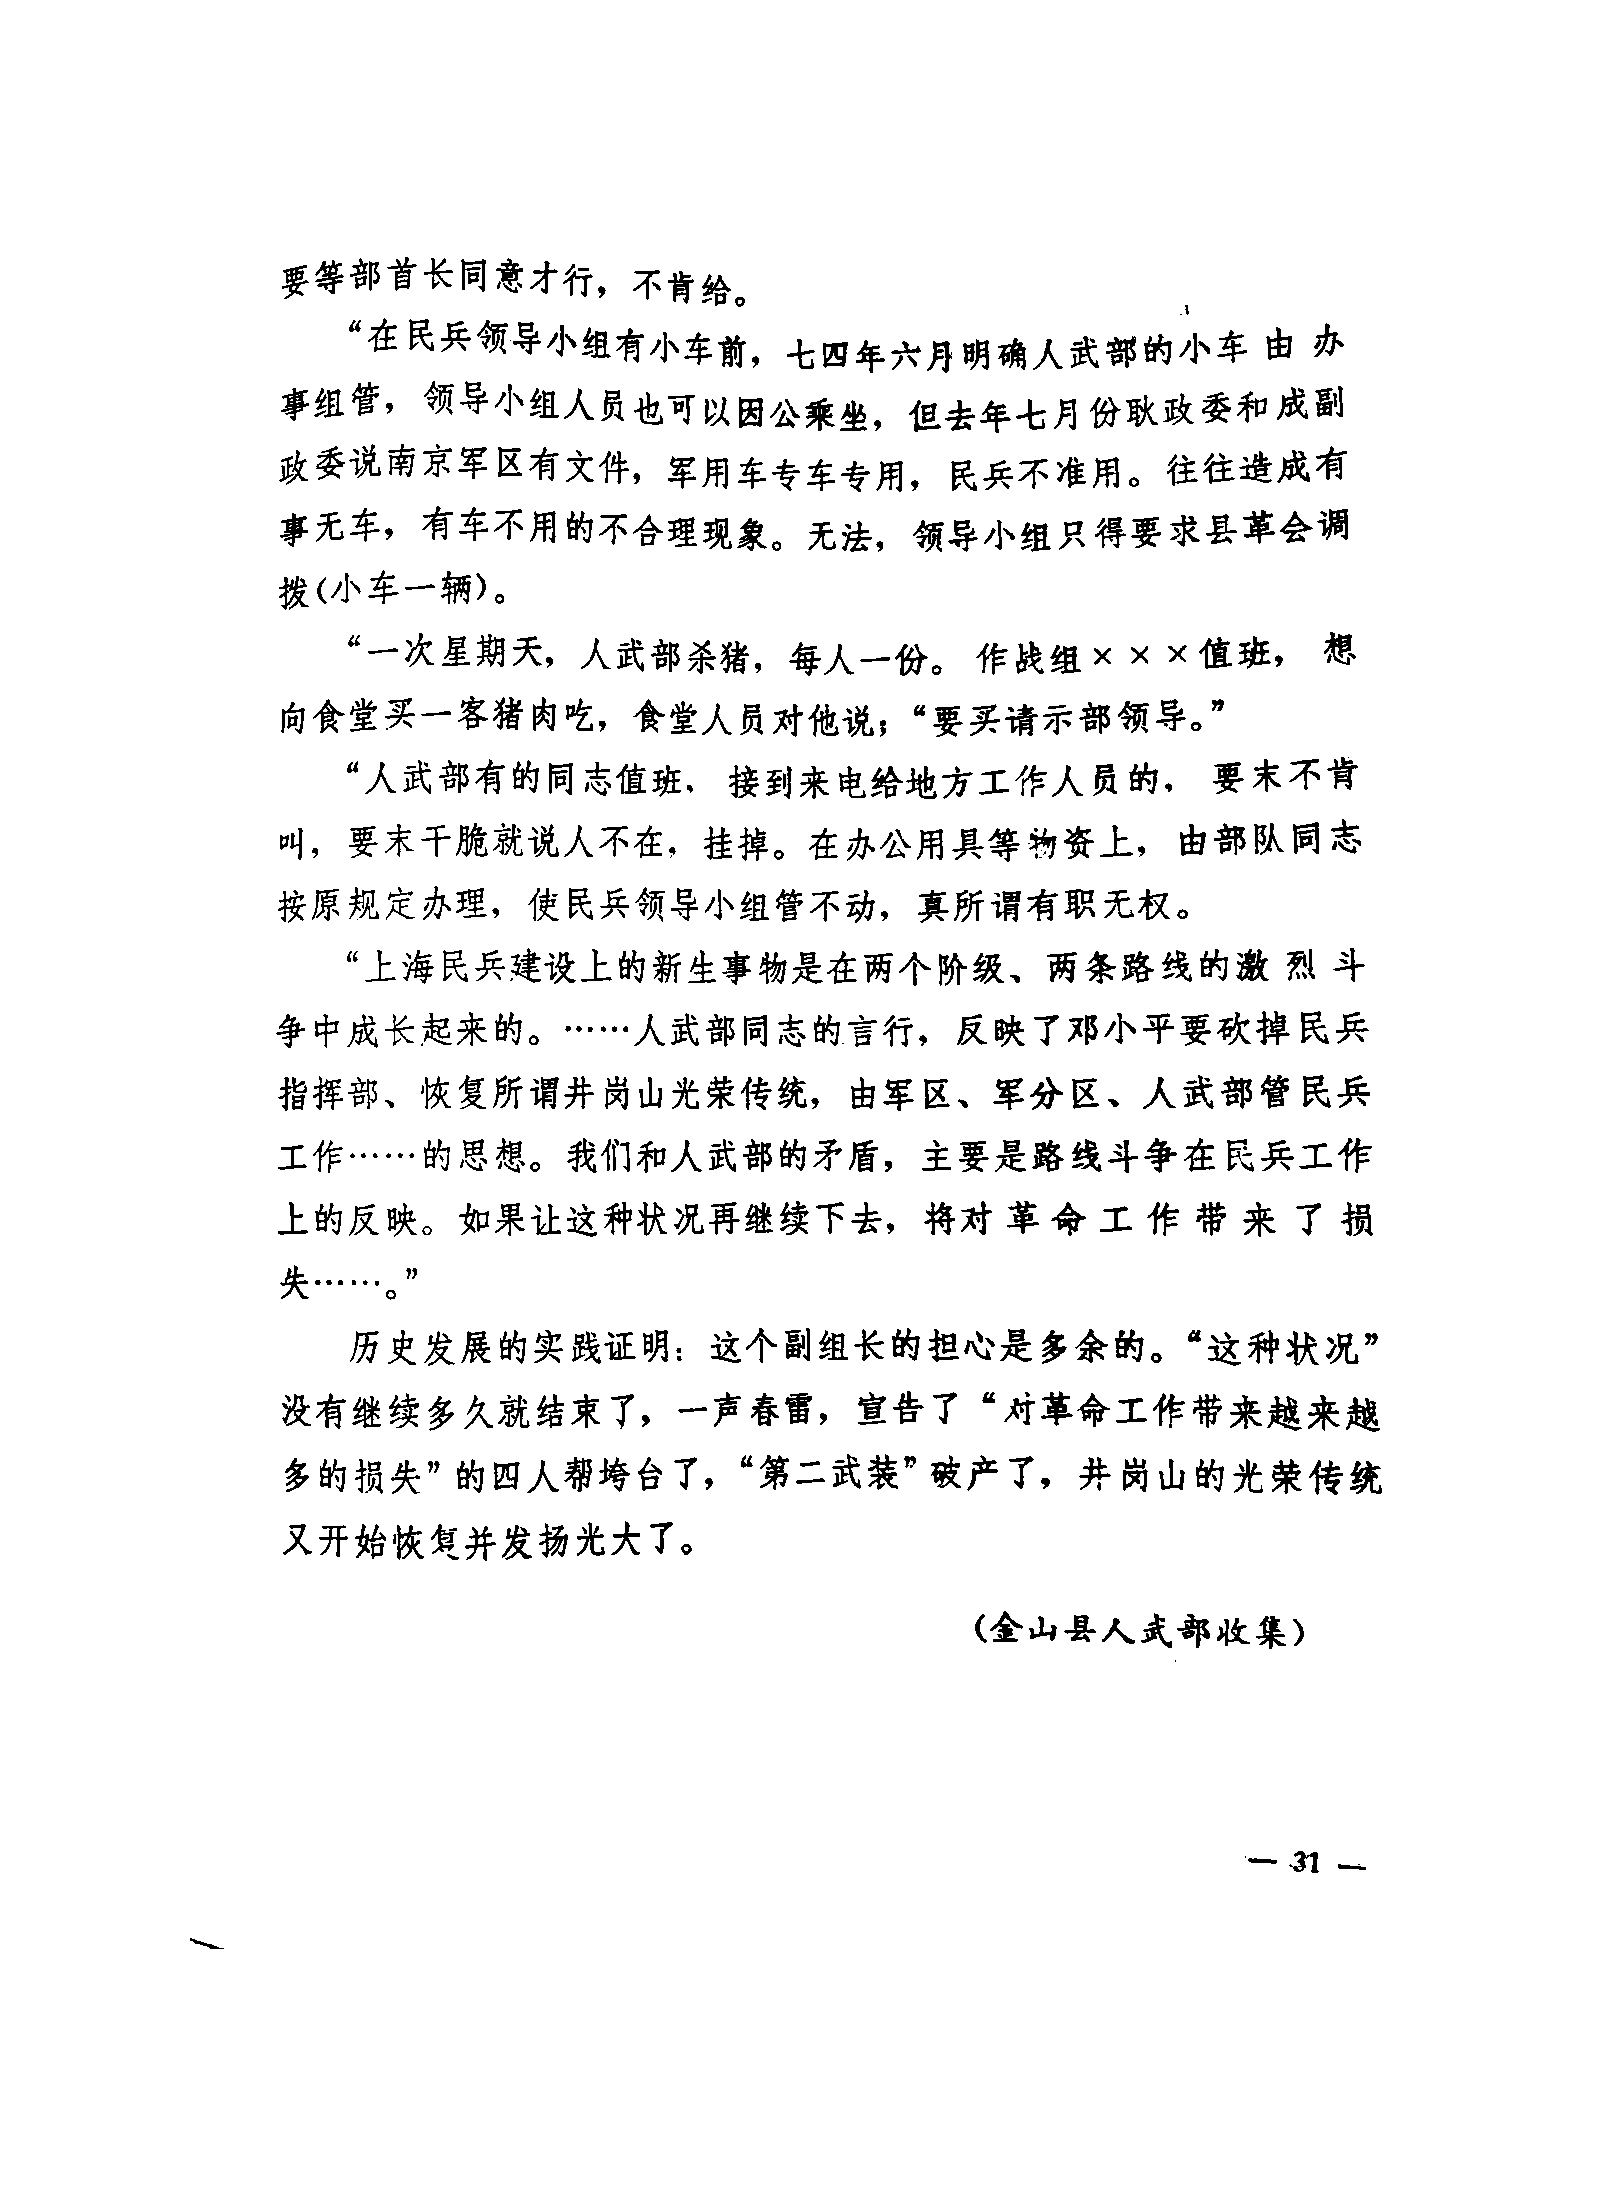 要等部首长同意才行，不肯给。
“在民兵领导小组有小车前，七四年六月明确人武部的小车由办
事组管，领导小组人员也可以因公乘坐，但去年七月份耿政委和成副
政委说南京军区有文件，军用车专车专用，民兵不准用。往往造成有
事无车，有车不用的不合理现象。无法，领导小组只得要求县革会调
拨(小车一辆)。
“一次星期天，人武部杀猪，每人一份。作战组×××值班，想
向食堂买一客猪肉吃，食堂人员对他说；“要买请示部领导。”
“人武部有的同志值班，接到来电给地方工作人员的，要末不肯
叫，要末干脆就说人不在，挂掉。在办公用具等物资上，由部队同志
按原规定办理，使民兵领导小组管不动，真所谓有职无权。
“上海民兵建设上的新生事物是在两个阶级、两条路线的激烈斗
争中成长起来的。……人武部同志的言行，反映了邓小平要砍掉民兵
指挥部、恢复所谓井岗山光荣传统，由军区、军分区、人武部管民兵
工作……的思想。我们和人武部的矛盾，主要是路线斗争在民兵工作
上的反映。如果让这种状况再继续下去，将对革命工作带来了损
失……。”
历史发展的实践证明：这个副组长的担心是多余的。“这种状况”
没有继续多久就结束了，一声春雷，宣告了“对革命工作带来越来越
多的损失”的四人帮垮台了，“第二武装”破产了，井岗山的光荣传统
又开始恢复并发扬光大了。
(金山县人武部收集)
— 31 —